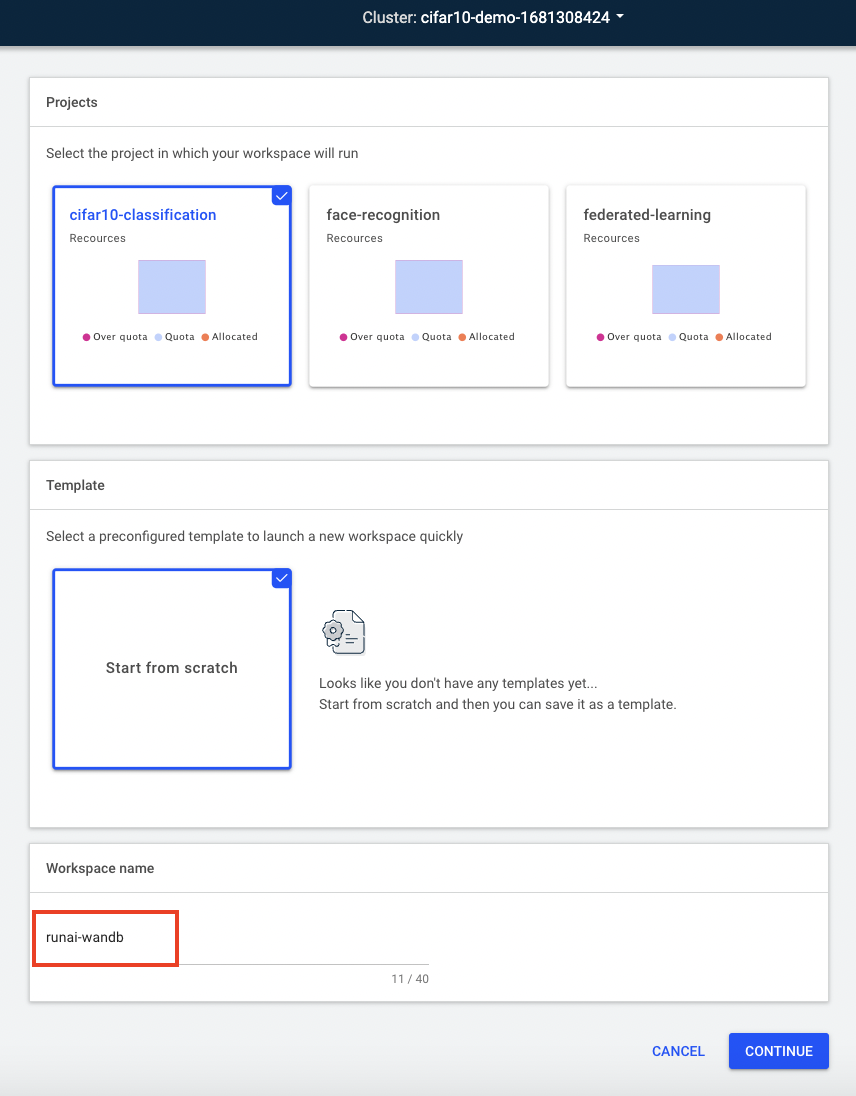 Cluster: cifar10-demo-1681308424
Projects
Select the project in which your workspace will run
cifar10-classification
Recources
Over quota Quota Allocated
face-recognition
Recources
Over quota Quota Allocated
federated-learning
Recources
Over quota Quota Allocated
Template
Select a preconfigured template to launch a new workspace quickly
Start from scratch
Looks like you don't have any templates yet...
Start from scratch and then you can save it as a template.
Workspace name
runai-wandb
11 / 40
CANCEL CONTINUE